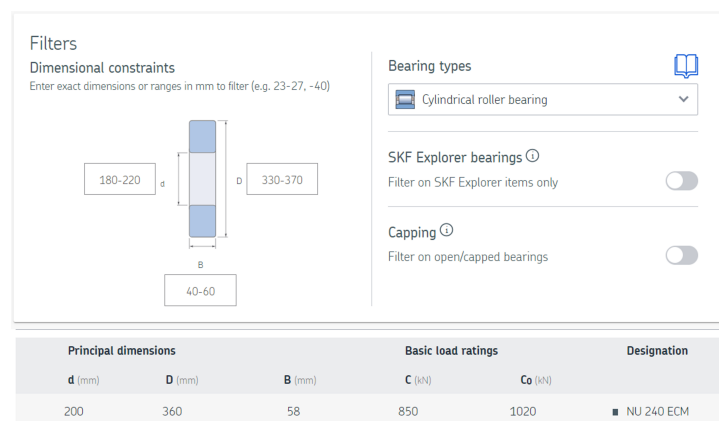 Filters
Dimensional constraints
Enter exact dimensions or ranges in mm to filter (e.g. 23-27, -40)
180-220
d
D
330-370
B
40-60
Bearing types
Cylindrical roller bearing
SKF Explorer bearings
Filter on SKF Explorer items only
Capping
Filter on open/capped bearings
Principal dimensions Basic load ratings Designation
d (mm) D (mm) B (mm) C (kN) C0 (kN)
200 360 58 850 1020 NU 240 ECM